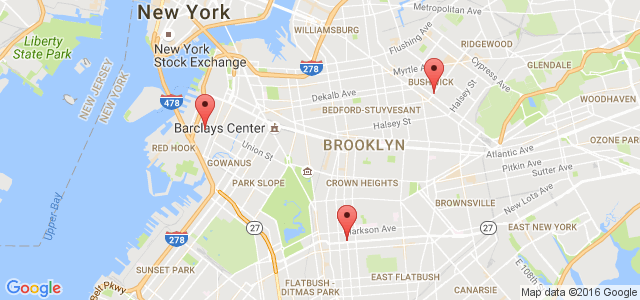 New York
Metropolitan Ave
WILLIAMSBURG
Flushing Ave
RIDGEWOOD
Liberty
State Park
New York
Stock Exchange
278
Myrtle Ave
BUSHWICK
Cypress Ave
GLENDALE
NEW JERSEY
NEW YORK
478
Dekalb Ave
BEDFORD-STUYVESANT
Halsey St
WOODHAVEN
Barclays Center
Halsey St
RED HOOK
Union St
BROOKLYN
Atlantic Ave
OZONE PARK
GOWANUS
Pitkin Ave
Sutter Ave
PARK SLOPE
CROWN HEIGHTS
New Lots Ave
Upper Bay
BROWNSVILLE
27
278
arkson Ave
27
EAST NEW YORK
SUNSET PARK
FLATBUSH -
DITMAS PARK
EAST FLATBUSH
E 108th
Belt Pkwy
CANARSIE
Google
Map data ©2016 Google